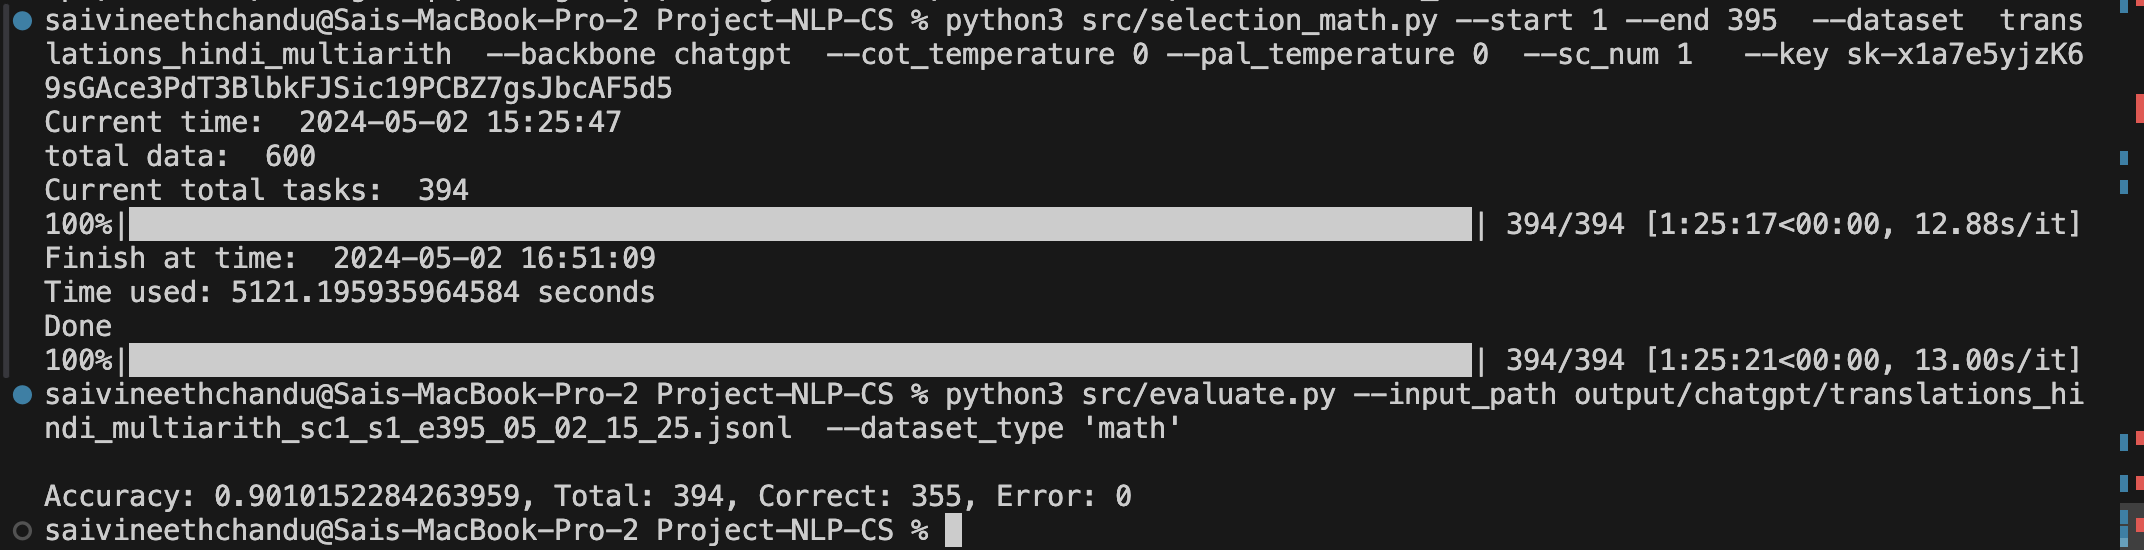 saivineethchandu@Sais-MacBook-Pro-2 Project-NLP-CS % python3 src/selection_math.py --start 1 --end 395  --dataset  trans
lations_hindi_multiarith  --backbone chatgpt  --cot_temperature 0 --pal_temperature 0  --sc_num 1   --key sk-x1a7e5yjzK6
9sGAce3PdT3BlbkFJSic19PCBZ7gsJbcAF5d5
Current time:  2024-05-02 15:25:47
total data:  600
Current total tasks:  394
100%| | 394/394 [1:25:17<00:00, 12.88s/it]
Finish at time:  2024-05-02 16:51:09
Time used: 5121.195935964584 seconds
Done
100%| | 394/394 [1:25:21<00:00, 13.00s/it]
saivineethchandu@Sais-MacBook-Pro-2 Project-NLP-CS % python3 src/evaluate.py --input_path output/chatgpt/translations_hi
ndi_multiarith_sc1_s1_e395_05_02_15_25.jsonl  --dataset_type 'math'
Accuracy: 0.9010152284263959, Total: 394, Correct: 355, Error: 0
saivineethchandu@Sais-MacBook-Pro-2 Project-NLP-CS %